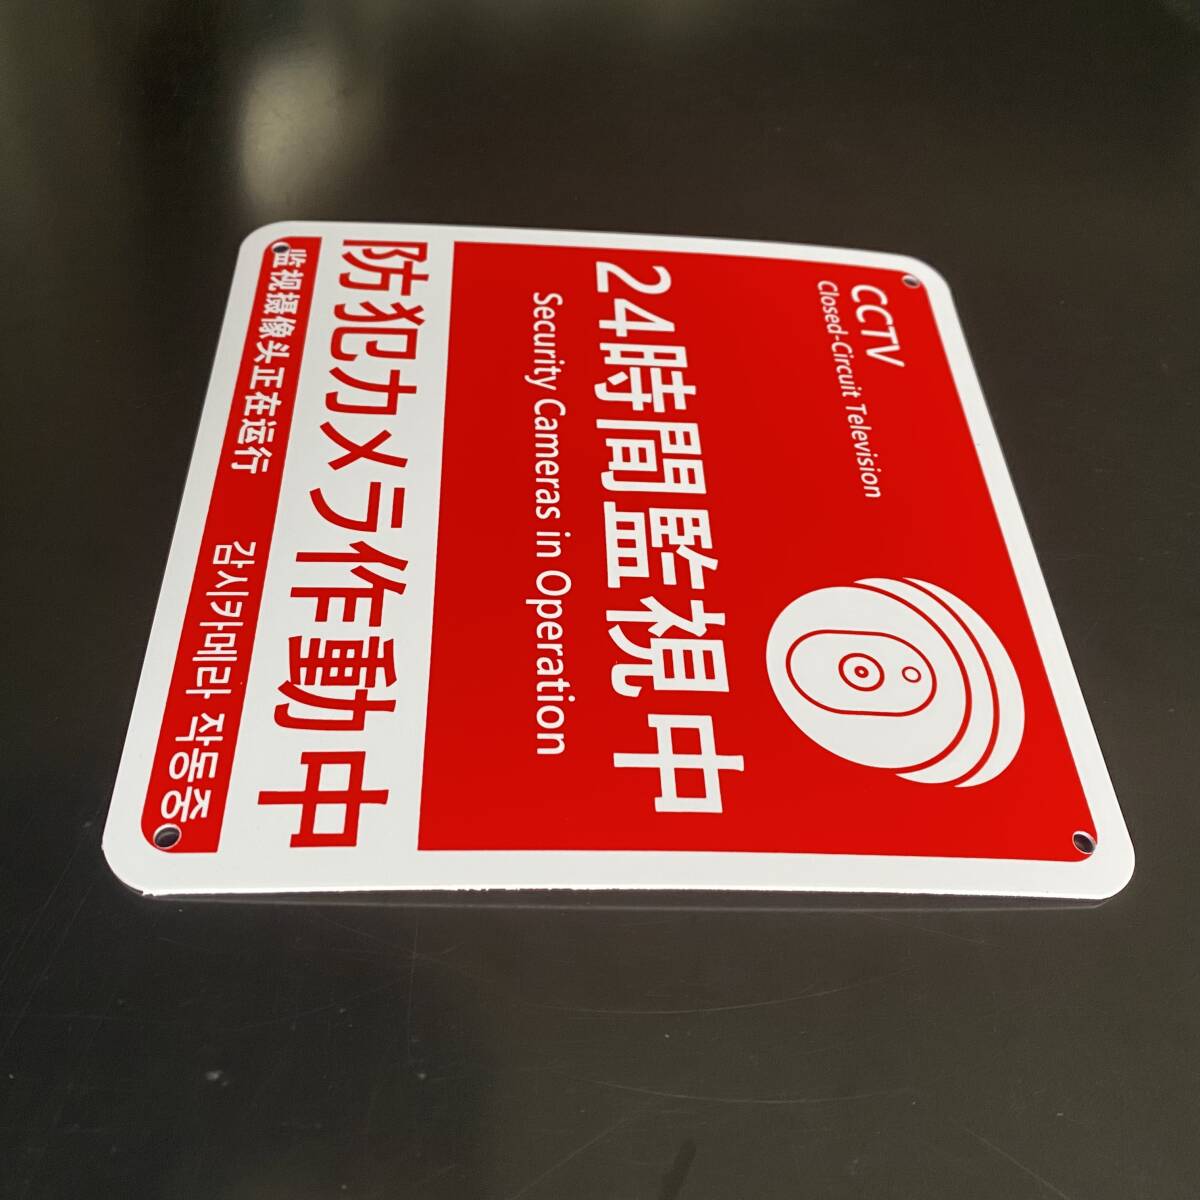 CCTV
Closed-Circuit Television
24時間監視中
Security Cameras in Operation
防犯カメラ作動中
监视摄像头正在运行 감시카메라 작동중